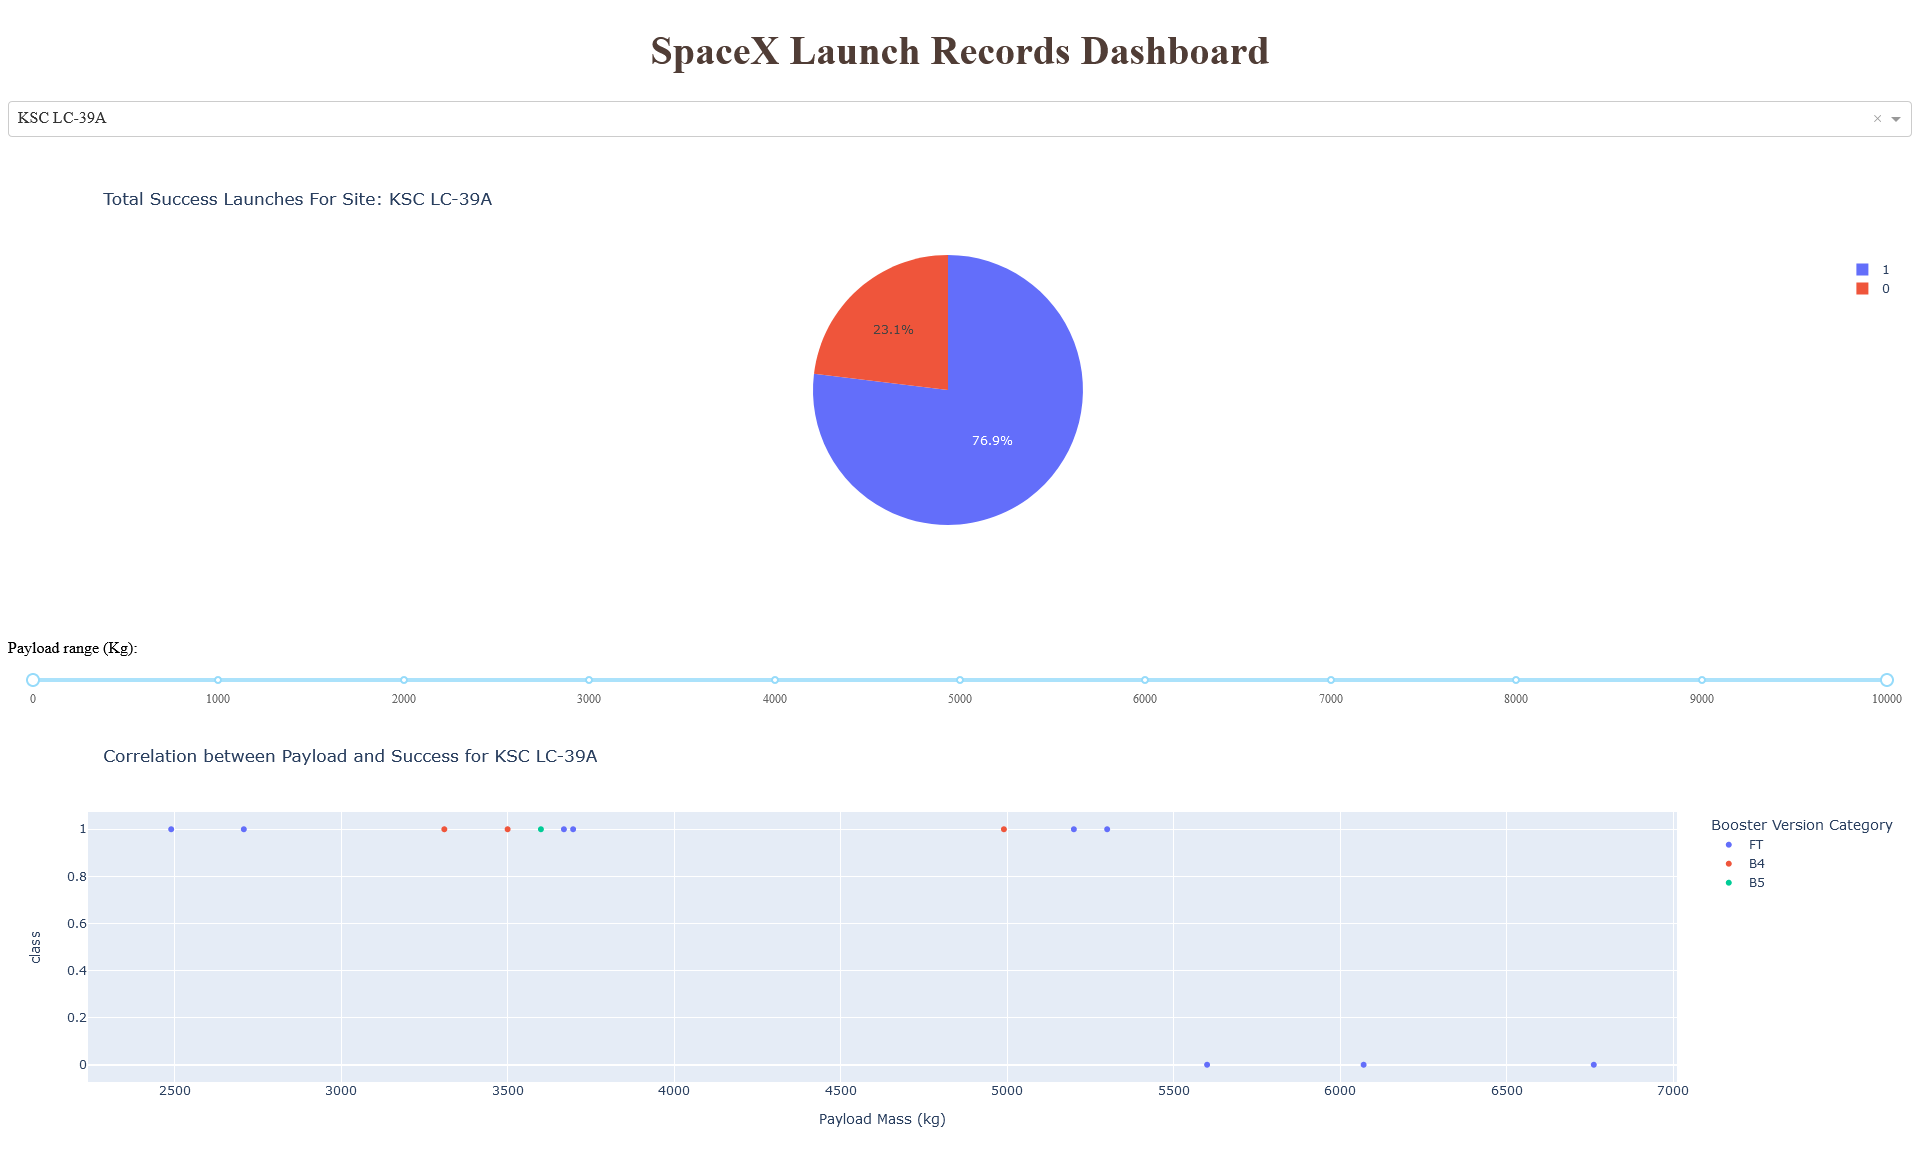 SpaceX Launch Records Dashboard
KSC LC-39A
×
Total Success Launches For Site: KSC LC-39A
1
0
23.1%
76.9%
Payload range (Kg):
0 1000 2000 3000 4000 5000 6000 7000 8000 9000 10000
Correlation between Payload and Success for KSC LC-39A
Booster Version Category
FT
B4
B5
1
0.8
0.6
0.4
0.2
0
class
2500 3000 3500 4000 4500 5000 5500 6000 6500 7000
Payload Mass (kg)